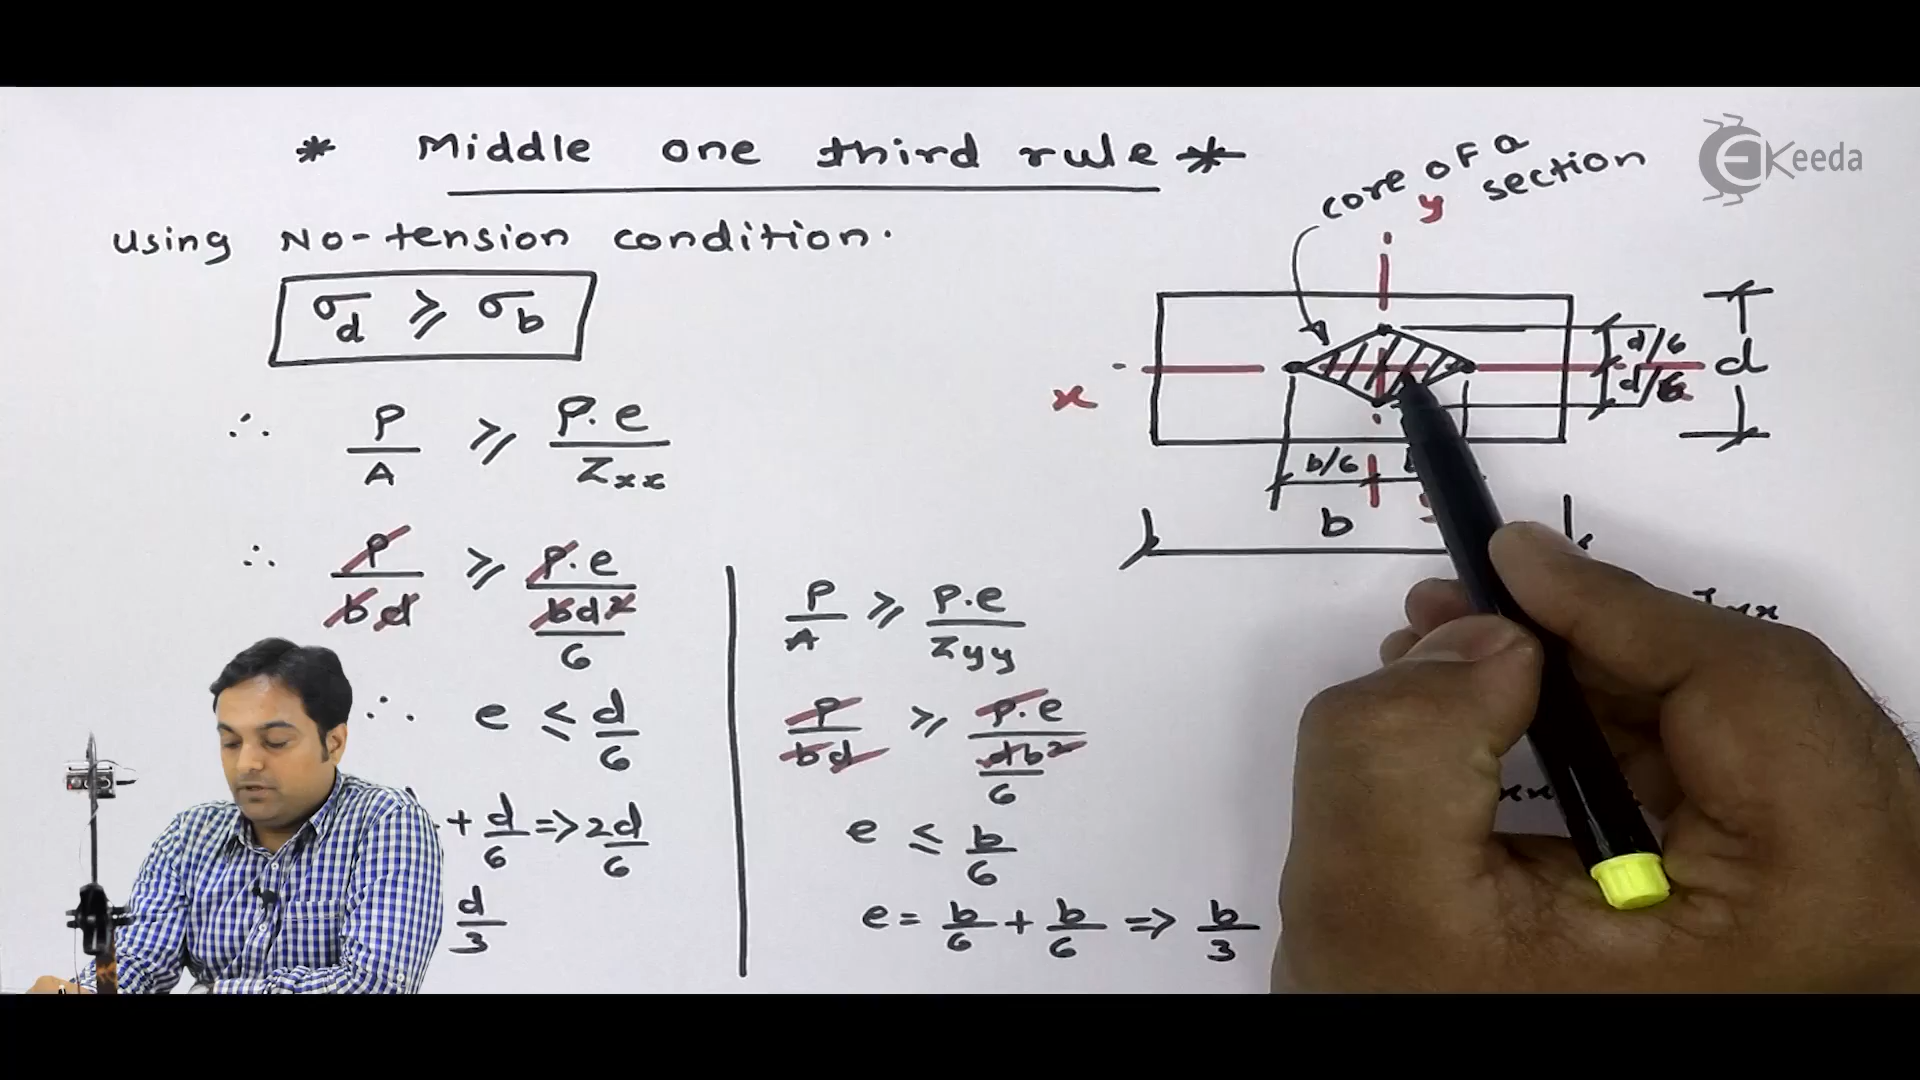 * Middle one third rule *
Keeda
core of a section
using No-tension condition.
σd ⩾ σb
y
x
d/6
d/6
d
b/6
b
∴ P/A ⩾ P.e/Zxx
∴ P/bd ⩾ P.e/bd²/6
∴ e ≤ d/6
+ d/6 => 2d/6
d/3
P/A ⩾ P.e/Zyy
P/bd ⩾ P.e/db²/6
e ≤ b/6
e = b/6 + b/6 => b/3